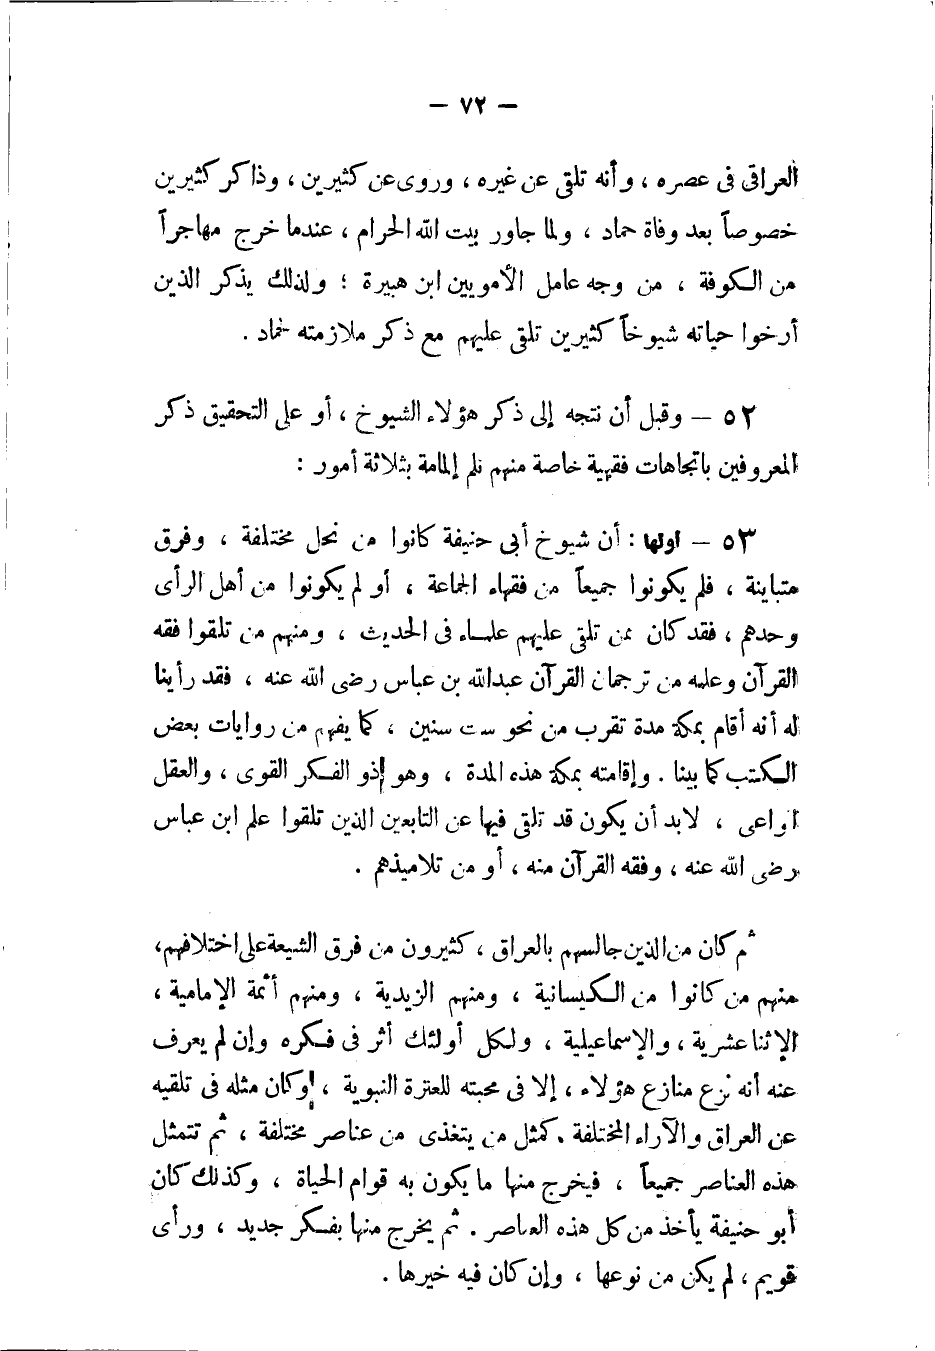 — ٧٢ —
العراقى فى عصره ، وأنه تلقى عن غيره ، وروى عن كثيرين ، وذاكر كثيرين
خصوصاً بعد وفاة حماد ، ولما جاور بيت الله الحرام ، عندما خرج مهاجراً
من الكوفة ، من وجه عامل الأمويين ابن هبيرة ؛ ولذلك يذكر الذين
أرخوا حياته شيوخاً كثيرين تلقى عليهم مع ذكر ملازمته لحماد .
٥٢ — وقبل أن نتجه إلى ذكر هؤلاء الشيوخ ، أو على التحقيق ذكر
المعروفين باتجاهات فقهية خاصة منهم نلم إلمامة بثلاثة أمور :
٥٣ — أولها : أن شيوخ أبى حنيفة كانوا من نحل مختلفة ، وفرق
متباينة ، فلم يكونوا جميعاً من فقهاء الجماعة ، أو لم يكونوا من أهل الرأى
وحدهم ، فقد كان ممن تلقى عليهم علماء فى الحديث ، ومنهم من تلقوا فقه
القرآن وعلمه من ترجمان القرآن عبدالله بن عباس رضى الله عنه ، فقد رأينا
له أنه أقام بمكة مدة تقرب من نحو ست سنين ، كما يفهم من روايات بعض
الكتب كما بينا . وإقامته بمكة هذه المدة ، وهو ذو الفكر القوى ، والعقل
الواعى ، لابد أن يكون قد تلقى فيها عن التابعين الذين تلقوا علم ابن عباس
رضى الله عنه ، وفقه القرآن منه ، أو من تلاميذهم .
ثم كان من الذين جالسهم بالعراق ، كثيرون من فرق الشيعة على اختلافهم،
منهم من كانوا من الكيسانية ، ومنهم الزيدية ، ومنهم أئمة الإمامية ،
الإثنا عشرية ، والإسماعيلية ، ولكل أولئك أثر فى فكره وإن لم يعرف
عنه أنه نزع منازع هؤلاء ، إلا فى محبته للعترة النبوية ، وكان مثله فى تلقيه
عن العراق والآراء المختلفة . كمثل من يتغذى من عناصر مختلفة ، ثم تتمثل
هذه العناصر جميعاً ، فيخرج منها ما يكون به قوام الحياة ، وكذلك كان
أبو حنيفة يأخذ من كل هذه العناصر . ثم يخرج منها بفكر جديد ، ورأى
قويم ، لم يكن من نوعها ، وإن كان فيه خيرها .